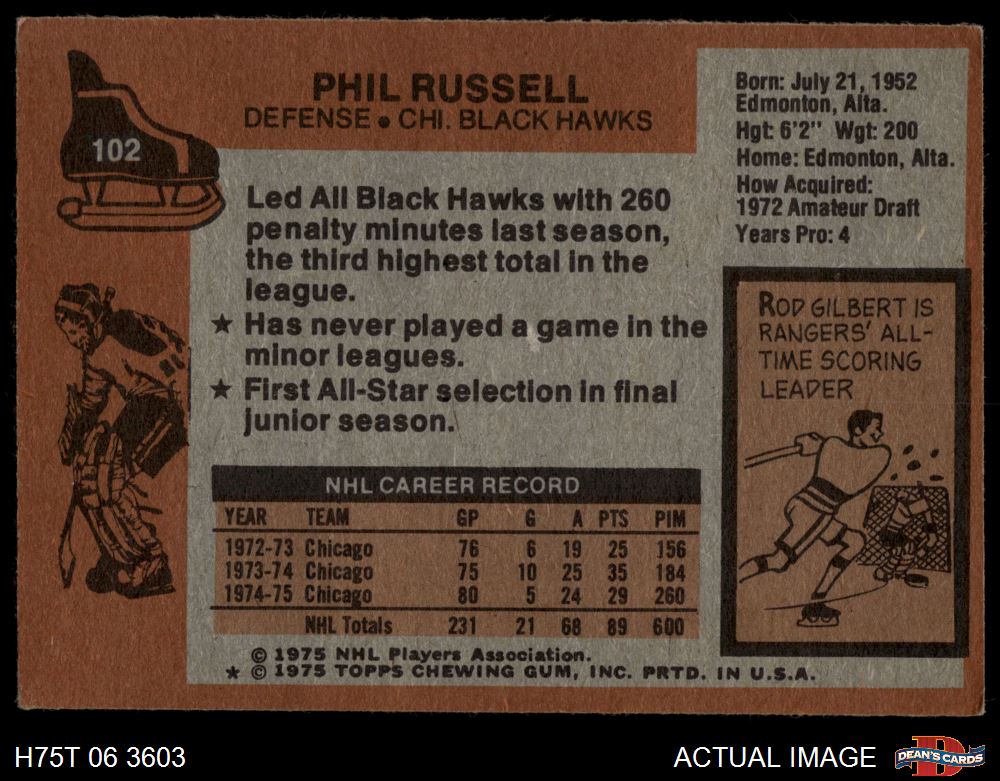 102
PHIL RUSSELL
DEFENSE • CHI. BLACK HAWKS
Born: July 21, 1952
Edmonton, Alta.
Hgt: 6'2" Wgt: 200
Home: Edmonton, Alta.
How Acquired:
1972 Amateur Draft
Years Pro: 4
Led All Black Hawks with 260
penalty minutes last season,
the third highest total in the
league.
★ Has never played a game in the
minor leagues.
★ First All-Star selection in final
junior season.
ROD GILBERT IS
RANGERS' ALL-
TIME SCORING
LEADER
NHL CAREER RECORD
YEAR TEAM GP G A PTS PIM
1972-73 Chicago 76 6 19 25 156
1973-74 Chicago 75 10 25 35 184
1974-75 Chicago 80 5 24 29 260
NHL Totals 231 21 68 89 600
© 1975 NHL Players Association.
★ © 1975 TOPPS CHEWING GUM, INC. PRTD. IN U.S.A.
H75T 06 3603
ACTUAL IMAGE
D
DEAN'S CARDS